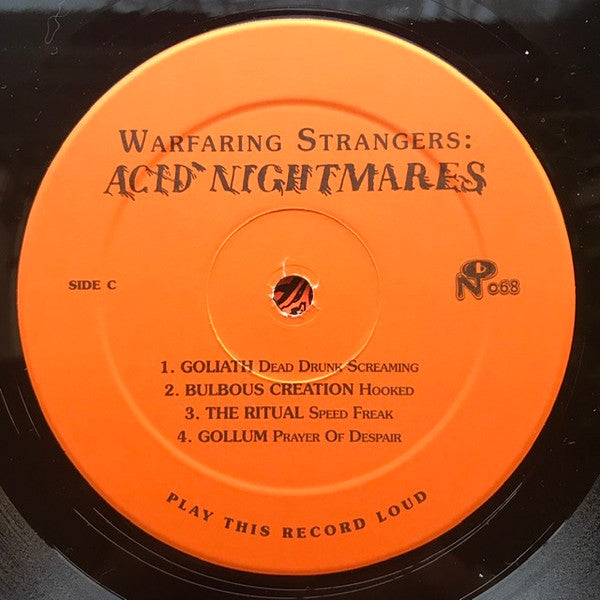 WARFARING STRANGERS:
ACID NIGHTMARES
SIDE C
N 068
1. GOLIATH DEAD DRUNK SCREAMING
2. BULBOUS CREATION HOOKED
3. THE RITUAL SPEED FREAK
4. GOLLUM PRAYER OF DESPAIR
PLAY THIS RECORD LOUD